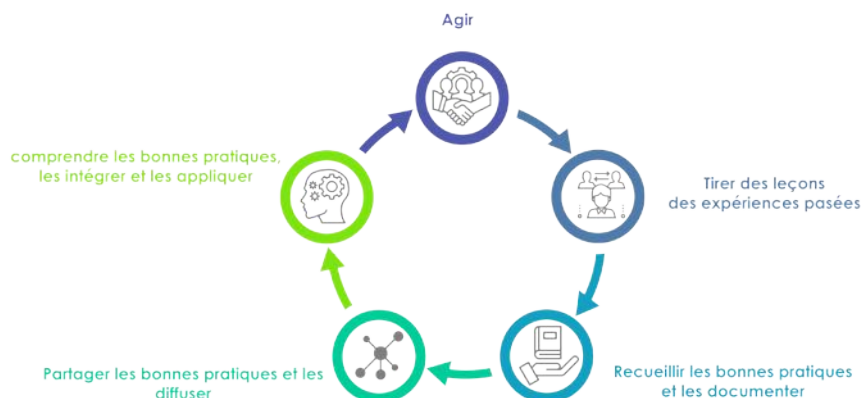 Agir
Tirer des leçons
des expériences pasées
Recueillir les bonnes pratiques
et les documenter
Partager les bonnes pratiques et les
diffuser
comprendre les bonnes pratiques,
les intégrer et les appliquer